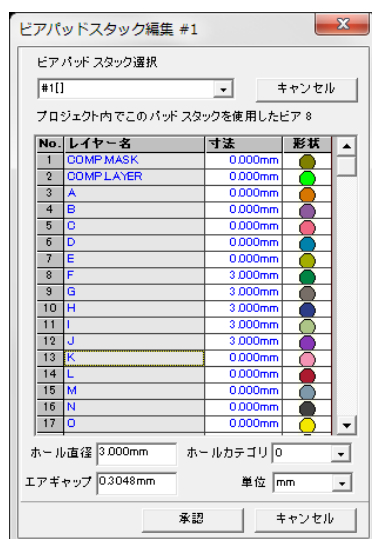 ビアパッドスタック編集 #1
ビアパッド スタック選択
#1[] キャンセル
プロジェクト内でこのパッド スタックを使用したビア 8
No. レイヤー名 寸法 形状
1 COMPMASK 0.000mm
2 COMPLAYER 0.000mm
3 A 0.000mm
4 B 0.000mm
5 C 0.000mm
6 D 0.000mm
7 E 0.000mm
8 F 3.000mm
9 G 3.000mm
10 H 3.000mm
11 I 3.000mm
12 J 3.000mm
13 K 0.000mm
14 L 0.000mm
15 M 0.000mm
16 N 0.000mm
17 O 0.000mm
ホール直径 3.000mm ホールカテゴリ 0
エアギャップ 0.3048mm 単位 mm
承認 キャンセル